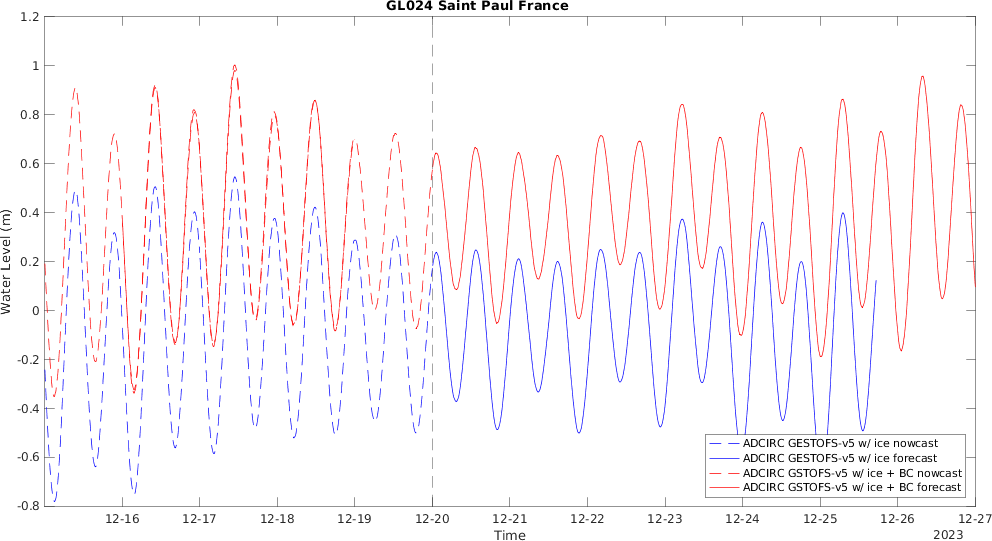 GL024 Saint Paul France
1.2
1
0.8
0.6
0.4
0.2
0
-0.2
-0.4
-0.6
-0.8
Water Level (m)
ADCIRC GESTOFS-v5 w/ ice nowcast
ADCIRC GESTOFS-v5 w/ ice forecast
ADCIRC GSTOFS-v5 w/ ice + BC nowcast
ADCIRC GSTOFS-v5 w/ ice + BC forecast
12-16 12-17 12-18 12-19 12-20 12-21 12-22 12-23 12-24 12-25 12-26 12-27
Time
2023